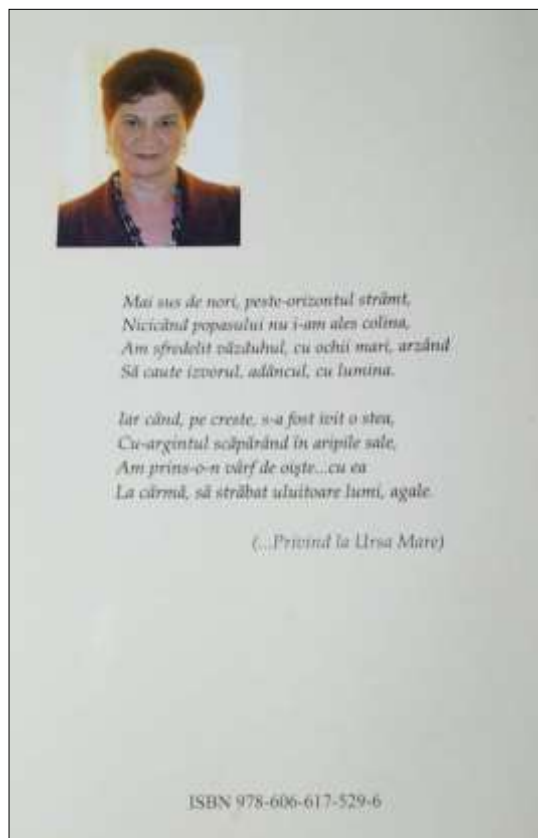 Mai sus de nori, peste-orizontul strâmt,
Nicicând popasului nu i-am ales colina,
Am sfredelit văzduhul, cu ochii mari, arzând
Să caute izvorul, adâncul, cu lumina.
Iar când, pe creste, s-a fost ivit o stea,
Cu-argintul scăpărând în aripile sale,
Am prins-o-n vârf de oiște...cu ea
La cârmă, să străbat uluitoare lumi, agale.
(...Privind la Ursa Mare)
ISBN 978-606-617-529-6